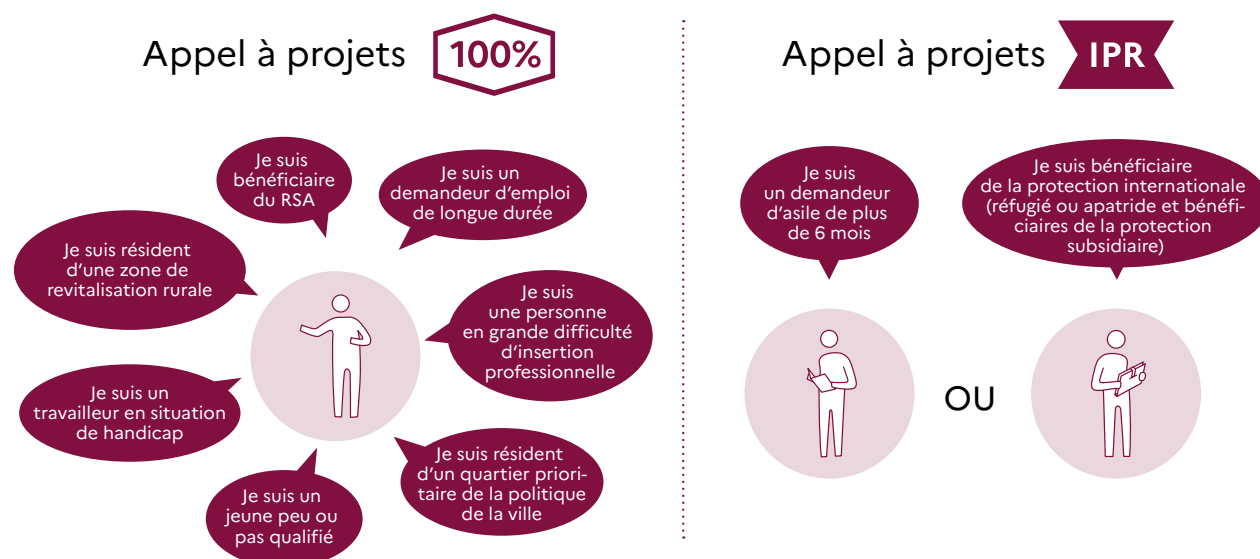 Appel à projets 100%
Je suis
bénéficiaire
du RSA
Je suis un
demandeur d'emploi
de longue durée
Je suis résident
d'une zone de
revitalisation rurale
Je suis
une personne
en grande difficulté
d'insertion
professionnelle
Je suis un
travailleur en situation
de handicap
Je suis résident
d'un quartier priori-
taire de la politique
de la ville
Je suis un
jeune peu ou
pas qualifié
Appel à projets IPR
Je suis
un demandeur
d'asile de plus
de 6 mois
OU
Je suis bénéficiaire
de la protection internationale
(réfugié ou apatride et bénéfi-
ciaires de la protection
subsidiaire)